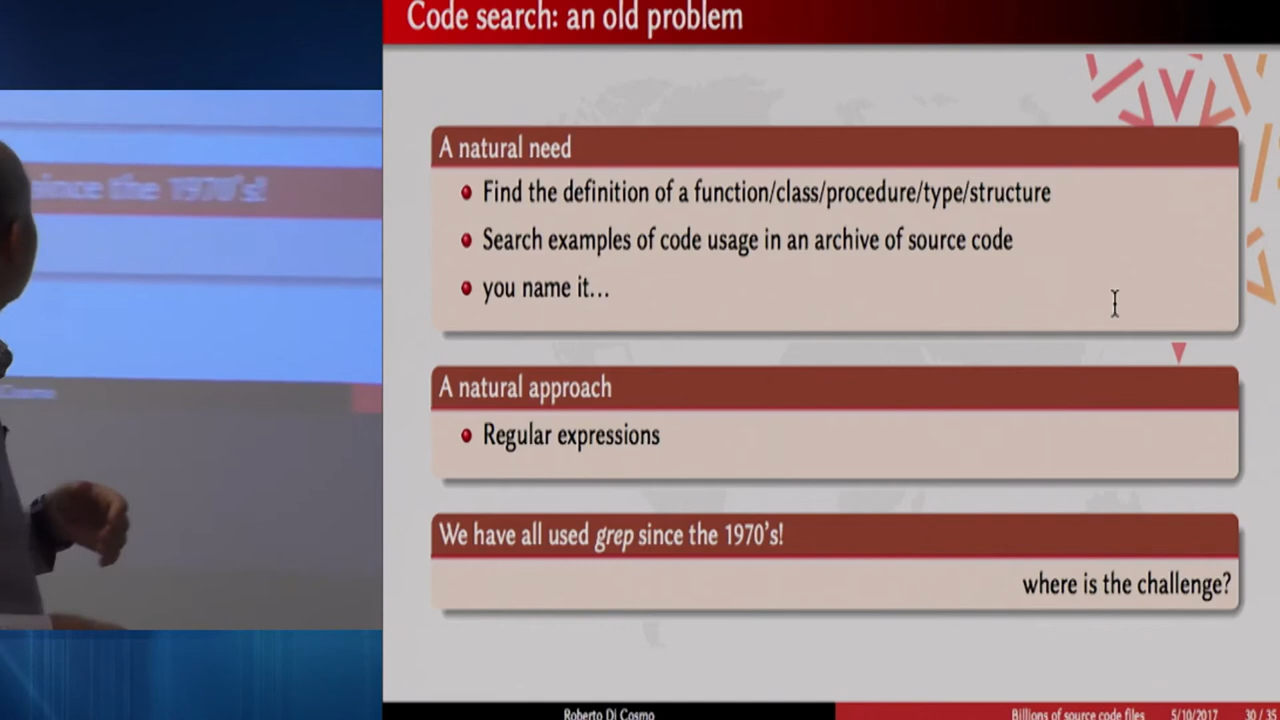 Code search: an old problem
A natural need
Find the definition of a function/class/procedure/type/structure
Search examples of code usage in an archive of source code
you name it...
A natural approach
Regular expressions
We have all used grep since the 1970's!
where is the challenge?
since the 1970's!
Roberto Di Cosmo
Billions of source code files 5/10/2017 30 / 35